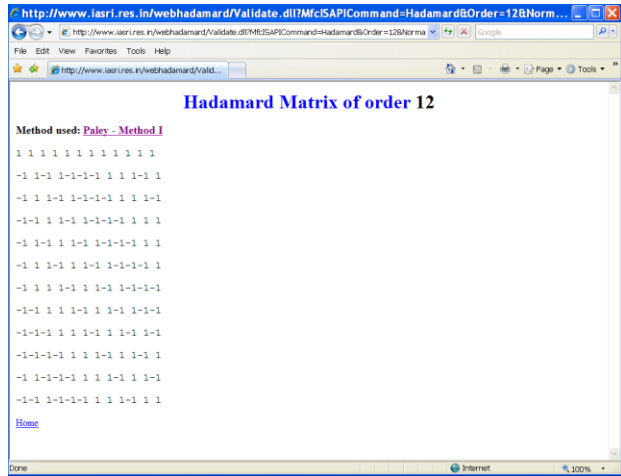 http://www.iasri.res.in/webhadamard/Validate.dll?MfcISAPICommand=Hadamard&Order=12&Norm...
http://www.iasri.res.in/webhadamard/Validate.dll?MfcISAPICommand=Hadamard&Order=12&Norma Google
File Edit View Favorites Tools Help
http://www.iasri.res.in/webhadamard/Valid... Page Tools »
Hadamard Matrix of order 12
Method used: Paley - Method I
1 1 1 1 1 1 1 1 1 1 1 1
-1 1-1 1-1-1-1 1 1 1-1 1
-1 1 1-1 1-1-1-1 1 1 1-1
-1-1 1 1-1 1-1-1-1 1 1 1
-1 1-1 1 1-1 1-1-1-1 1 1
-1 1 1-1 1 1-1 1-1-1-1 1
-1 1 1 1-1 1 1-1 1-1-1-1
-1-1 1 1 1-1 1 1-1 1-1-1
-1-1-1 1 1 1-1 1 1-1 1-1
-1-1-1-1 1 1 1-1 1 1-1 1
-1 1-1-1-1 1 1 1-1 1 1-1
-1-1 1-1-1-1 1 1 1-1 1 1
Home
Done Internet 100%